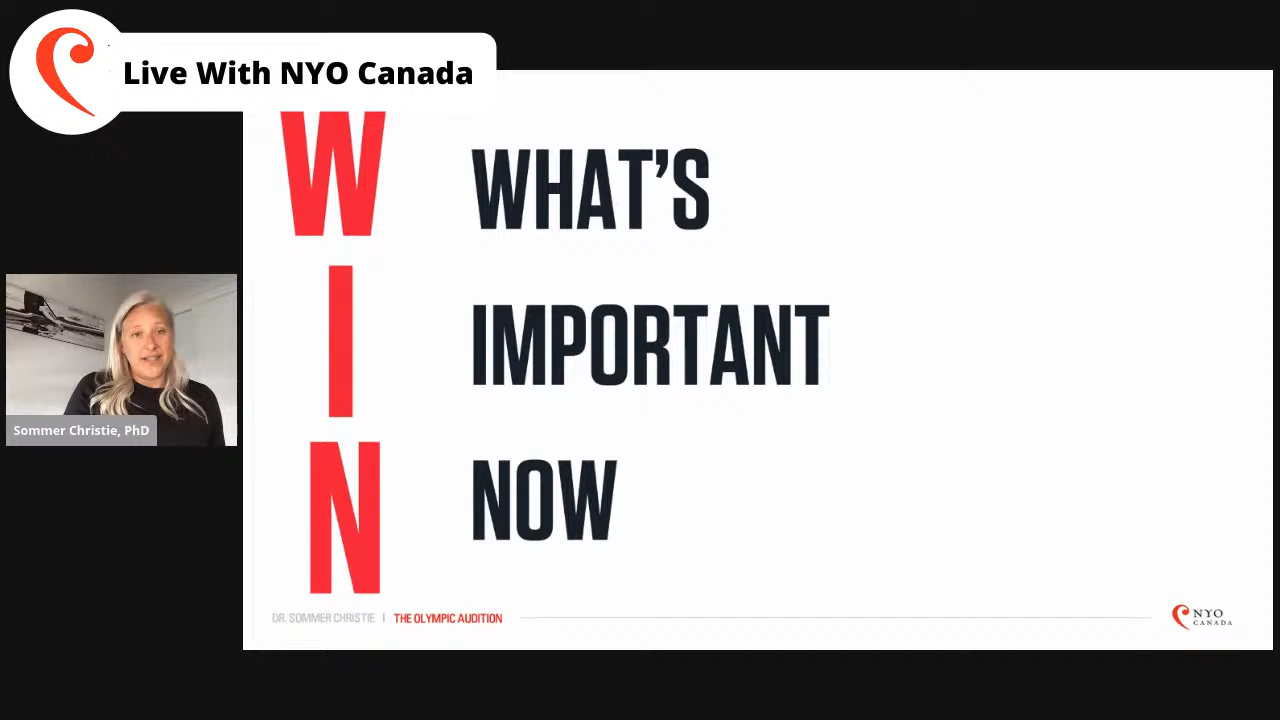 Live With NYO Canada
W
WHAT'S
I
IMPORTANT
N
NOW
Sommer Christie, PhD
DR. SOMMER CHRISTIE | THE OLYMPIC AUDITION
NYO
CANADA